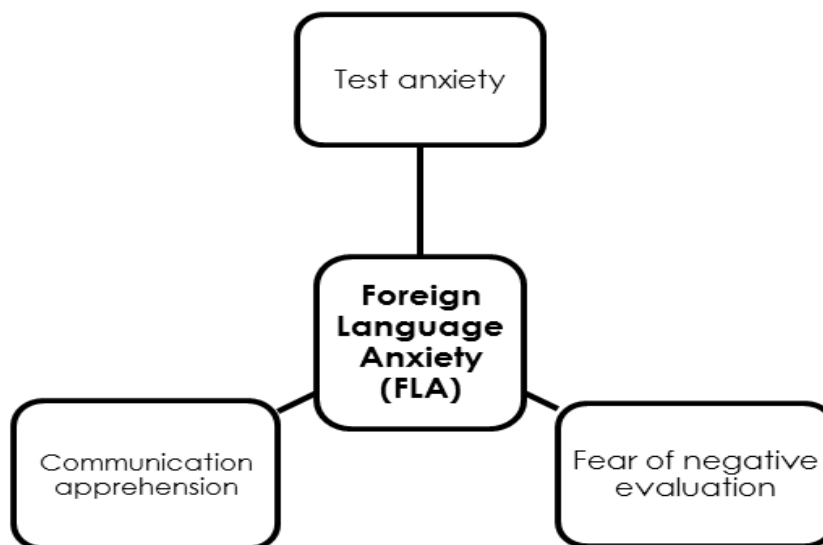 Test anxiety
Foreign
Language
Anxiety
(FLA)
Communication
apprehension
Fear of negative
evaluation